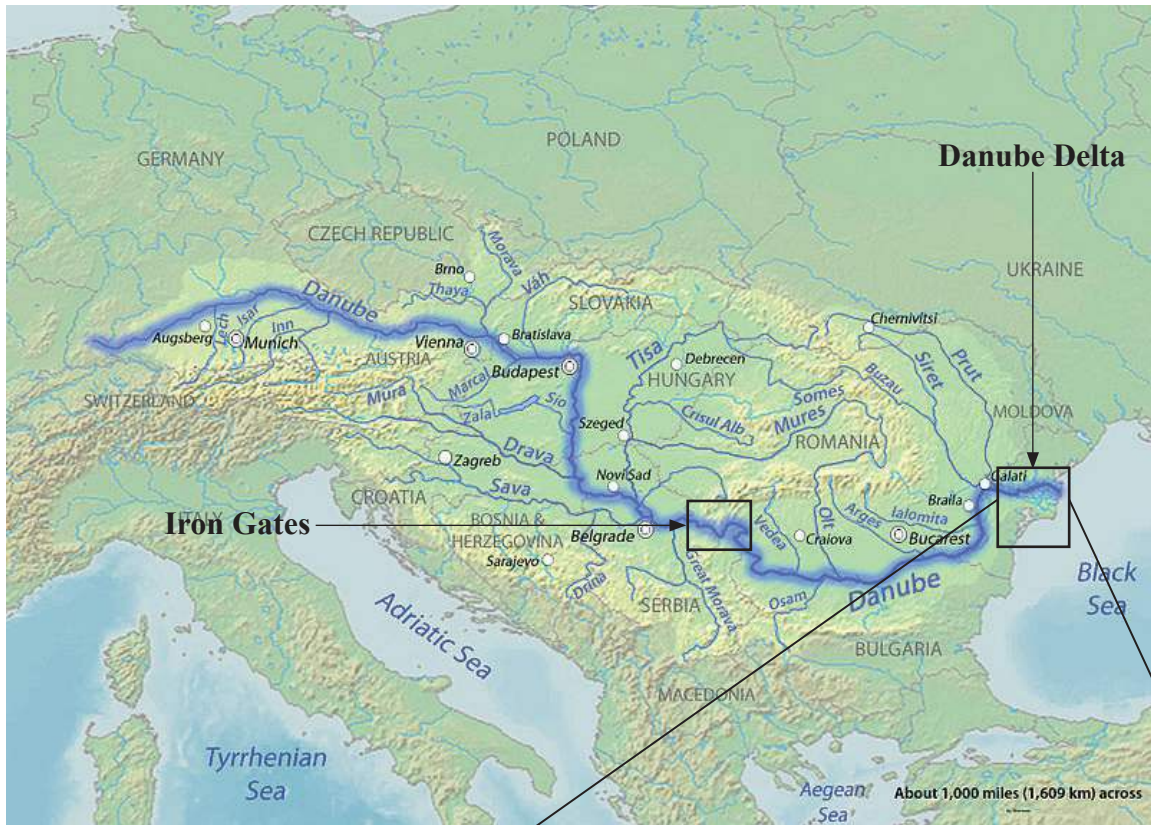 POLAND
GERMANY
Danube Delta
CZECH REPUBLIC
Morava
UKRAINE
Brno
Thaya
Váh
SLOVAKIA
Danube
Augsberg
Lech
Isar
Munich
Inn
Vienna
Bratislava
Chernivitsi
AUSTRIA
Budapest
Tisa
Debrecen
HUNGARY
Buzau
Siret
Prut
SWITZERLAND
Mura
Marcal
Zalal
Sio
Somes
Crisul Alb
Mures
MOLDOVA
Szeged
ROMANIA
Drava
Zagreb
Sava
Novi Sad
Galati
CROATIA
Braila
ITALY
Iron Gates
BOSNIA &
HERZEGOVINA
Belgrade
Vedea
Olt
Craiova
Arges
Ialomita
Bucarest
Sarajevo
Drina
Great Morava
Danube
Black
Sea
Osam
SERBIA
Adriatic Sea
BULGARIA
MACEDONIA
Tyrrhenian
Sea
Aegean
Sea
About 1,000 miles (1,609 km) across